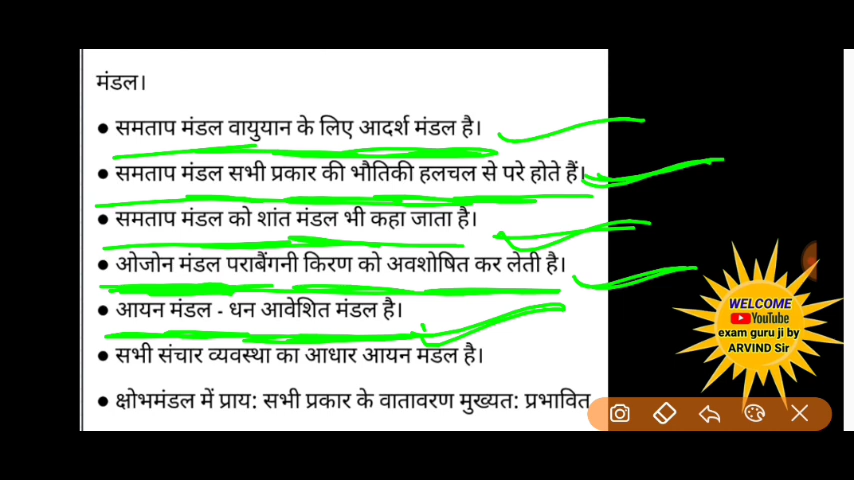 मंडल।
● समताप मंडल वायुयान के लिए आदर्श मंडल है।
● समताप मंडल सभी प्रकार की भौतिकी हलचल से परे होते हैं।
● समताप मंडल को शांत मंडल भी कहा जाता है।
● ओजोन मंडल पराबैंगनी किरण को अवशोषित कर लेती है।
● आयन मंडल - धन आवेशित मंडल है।
● सभी संचार व्यवस्था का आधार आयन मंडल है।
● क्षोभमंडल में प्राय: सभी प्रकार के वातावरण मुख्यत: प्रभावित
WELCOME
YouTube
exam guru ji by
ARVIND Sir